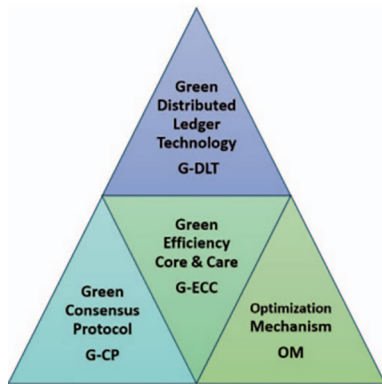 Green
Distributed
Ledger
Technology
G-DLT
Green
Efficiency
Core & Care
G-ECC
Green
Consensus
Protocol
G-CP
Optimization
Mechanism
OM